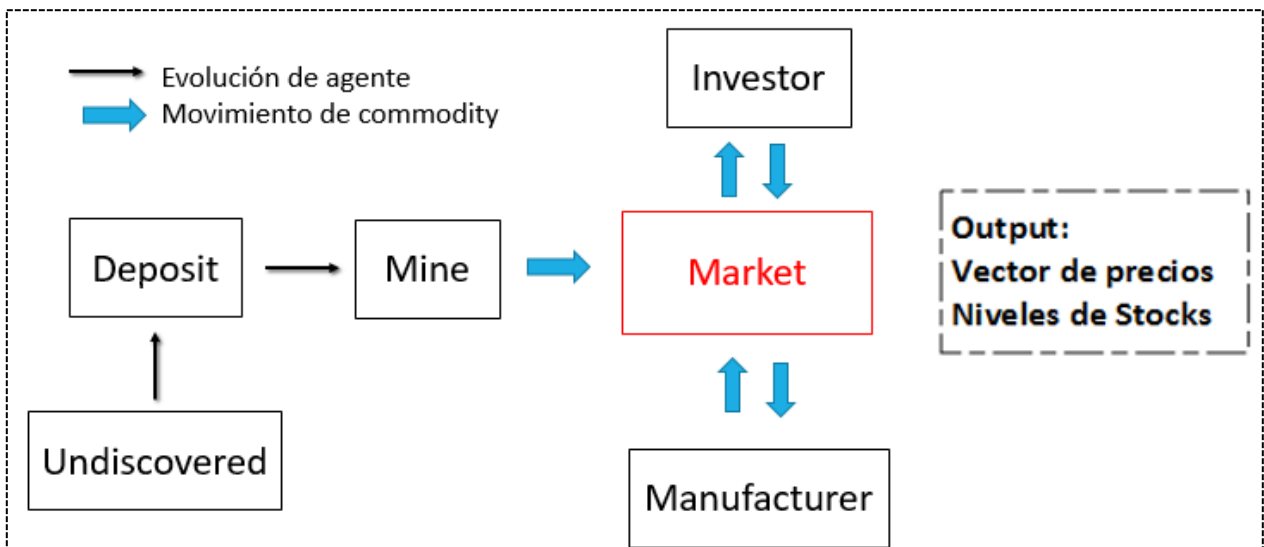 Evolución de agente
Movimiento de commodity
Investor
Deposit
Mine
Market
Output:
Vector de precios
Niveles de Stocks
Undiscovered
Manufacturer